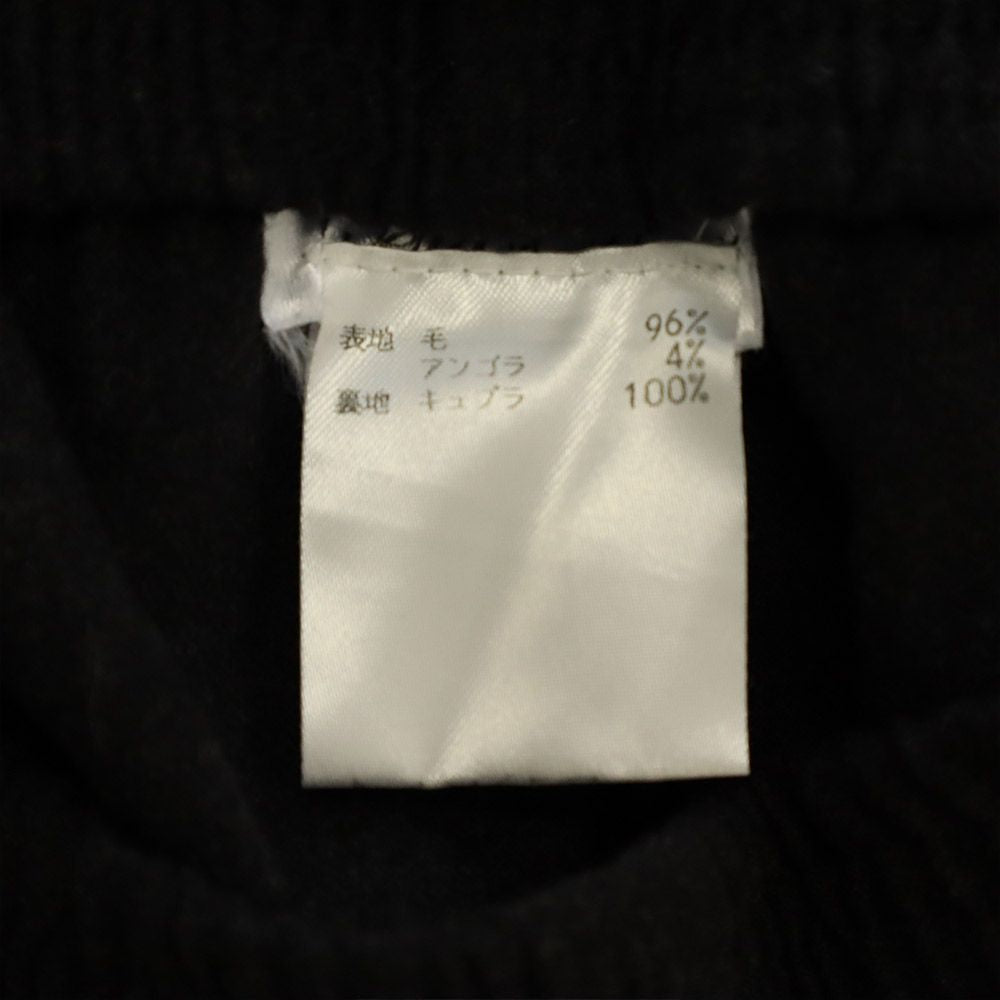 表地 毛 96%
アンゴラ 4%
裏地 キュプラ 100%